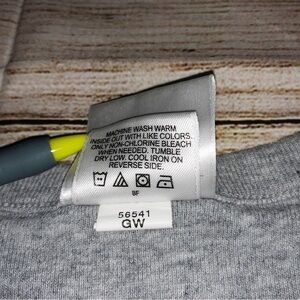 MACHINE WASH WARM
INSIDE OUT WITH LIKE COLORS.
ONLY NON-CHLORINE BLEACH
WHEN NEEDED. TUMBLE
DRY LOW. COOL IRON ON
REVERSE SIDE.
BF
56541
GW